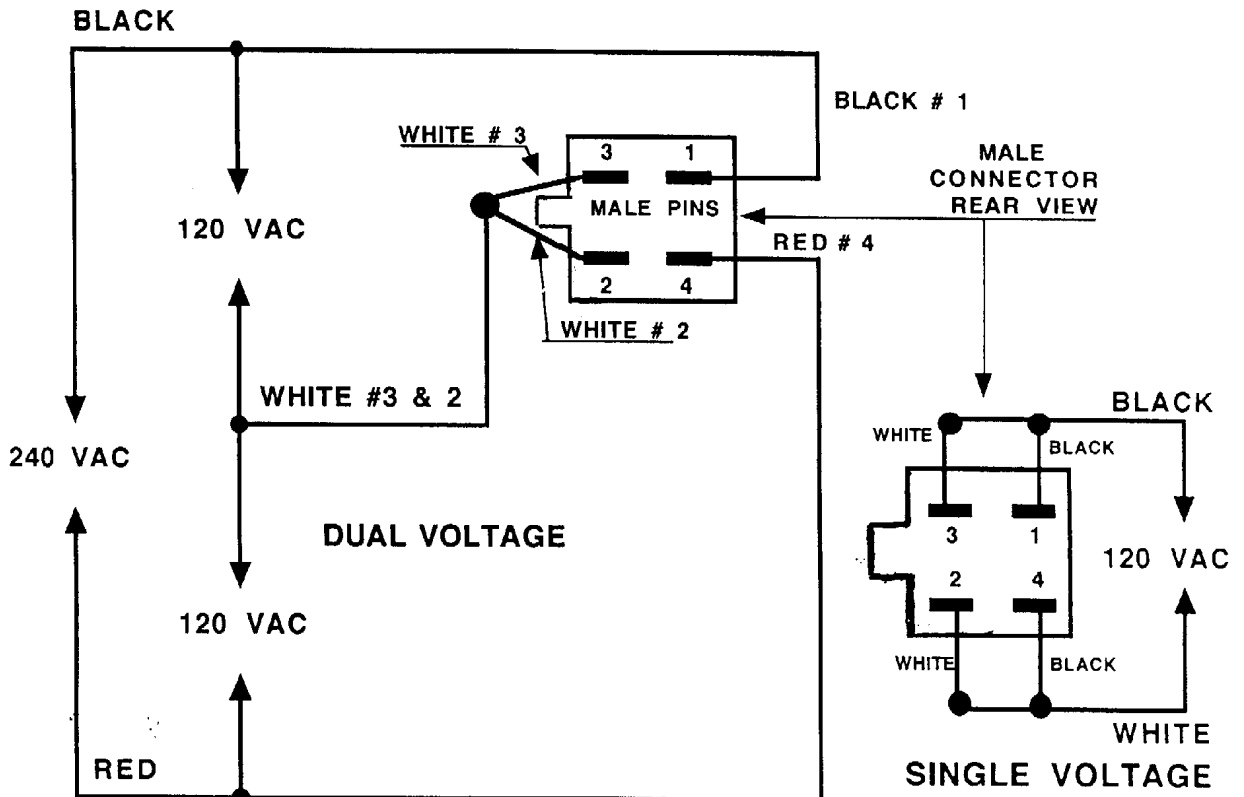 BLACK
BLACK # 1
WHITE # 3
3 1
MALE
CONNECTOR
REAR VIEW
MALE PINS
120 VAC
RED # 4
2 4
WHITE # 2
WHITE #3 & 2
BLACK
WHITE
BLACK
240 VAC
DUAL VOLTAGE
3 1
120 VAC
2 4
120 VAC
WHITE
BLACK
WHITE
RED
SINGLE VOLTAGE